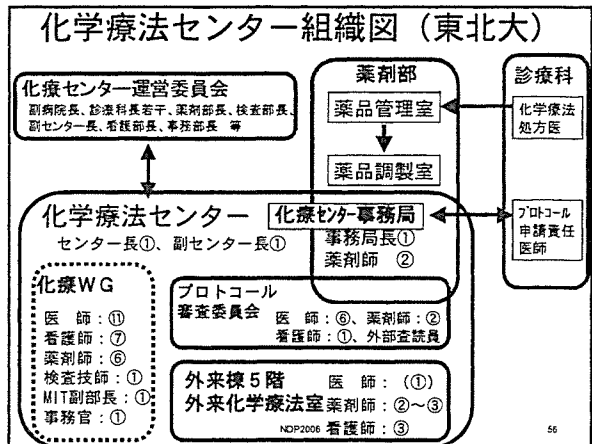 化学療法センター組織図（東北大）
化療センター運営委員会
副病院長、診療科長若干、薬剤部長、検査部長、
副センター長、看護部長、事務部長 等
薬剤部
薬品管理室
薬品調製室
診療科
化学療法
処方医
プロトコール
申請責任
医師
化学療法センター
化療センター事務局
センター長①、副センター長①
事務局長①
薬剤師 ②
化療WG
医 師：⑪
看護師：⑦
薬剤師：⑥
検査技師：①
MIT副部長：①
事務官：①
プロトコール
審査委員会
医 師：⑥、薬剤師：②
看護師：①、外部査読員
外来棟５階 医 師：（①）
外来化学療法室 薬剤師：②～③
NDP2006 看護師：③
56